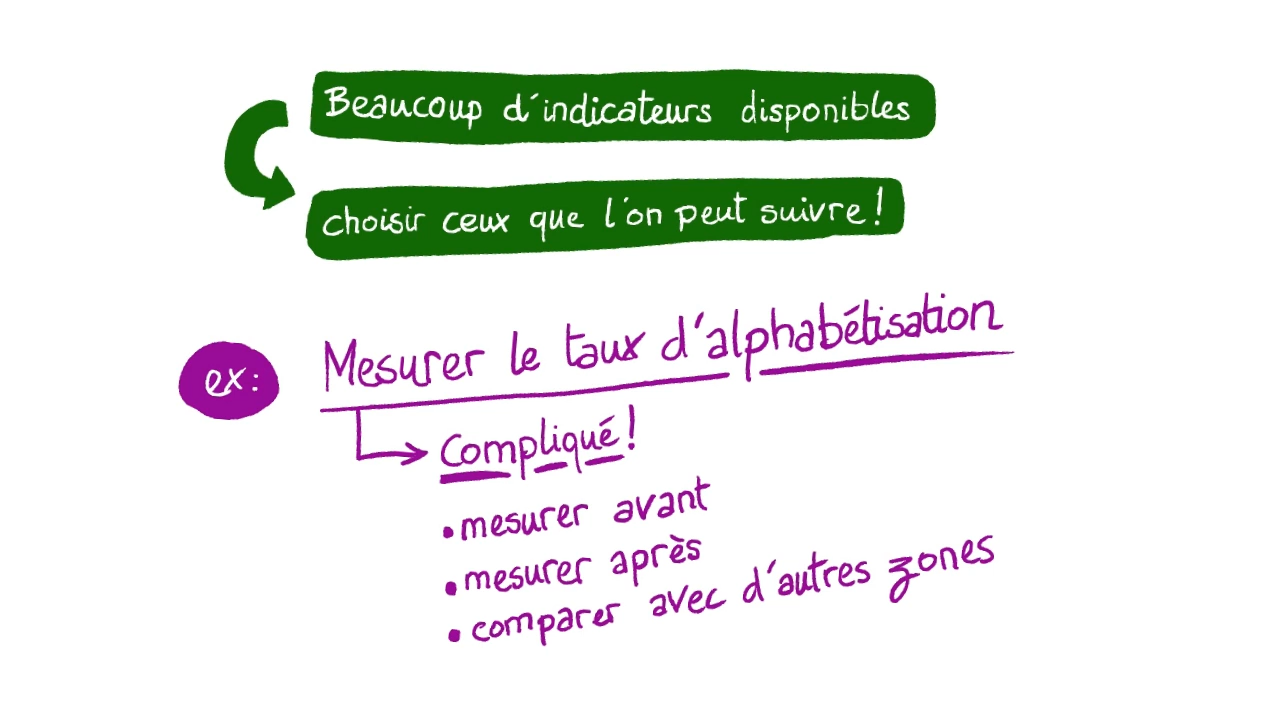 Beaucoup d'indicateurs disponibles
choisir ceux que l'on peut suivre !
ex :
Mesurer le taux d'alphabétisation
Compliqué !
• mesurer avant
• mesurer après
• comparer avec d'autres zones